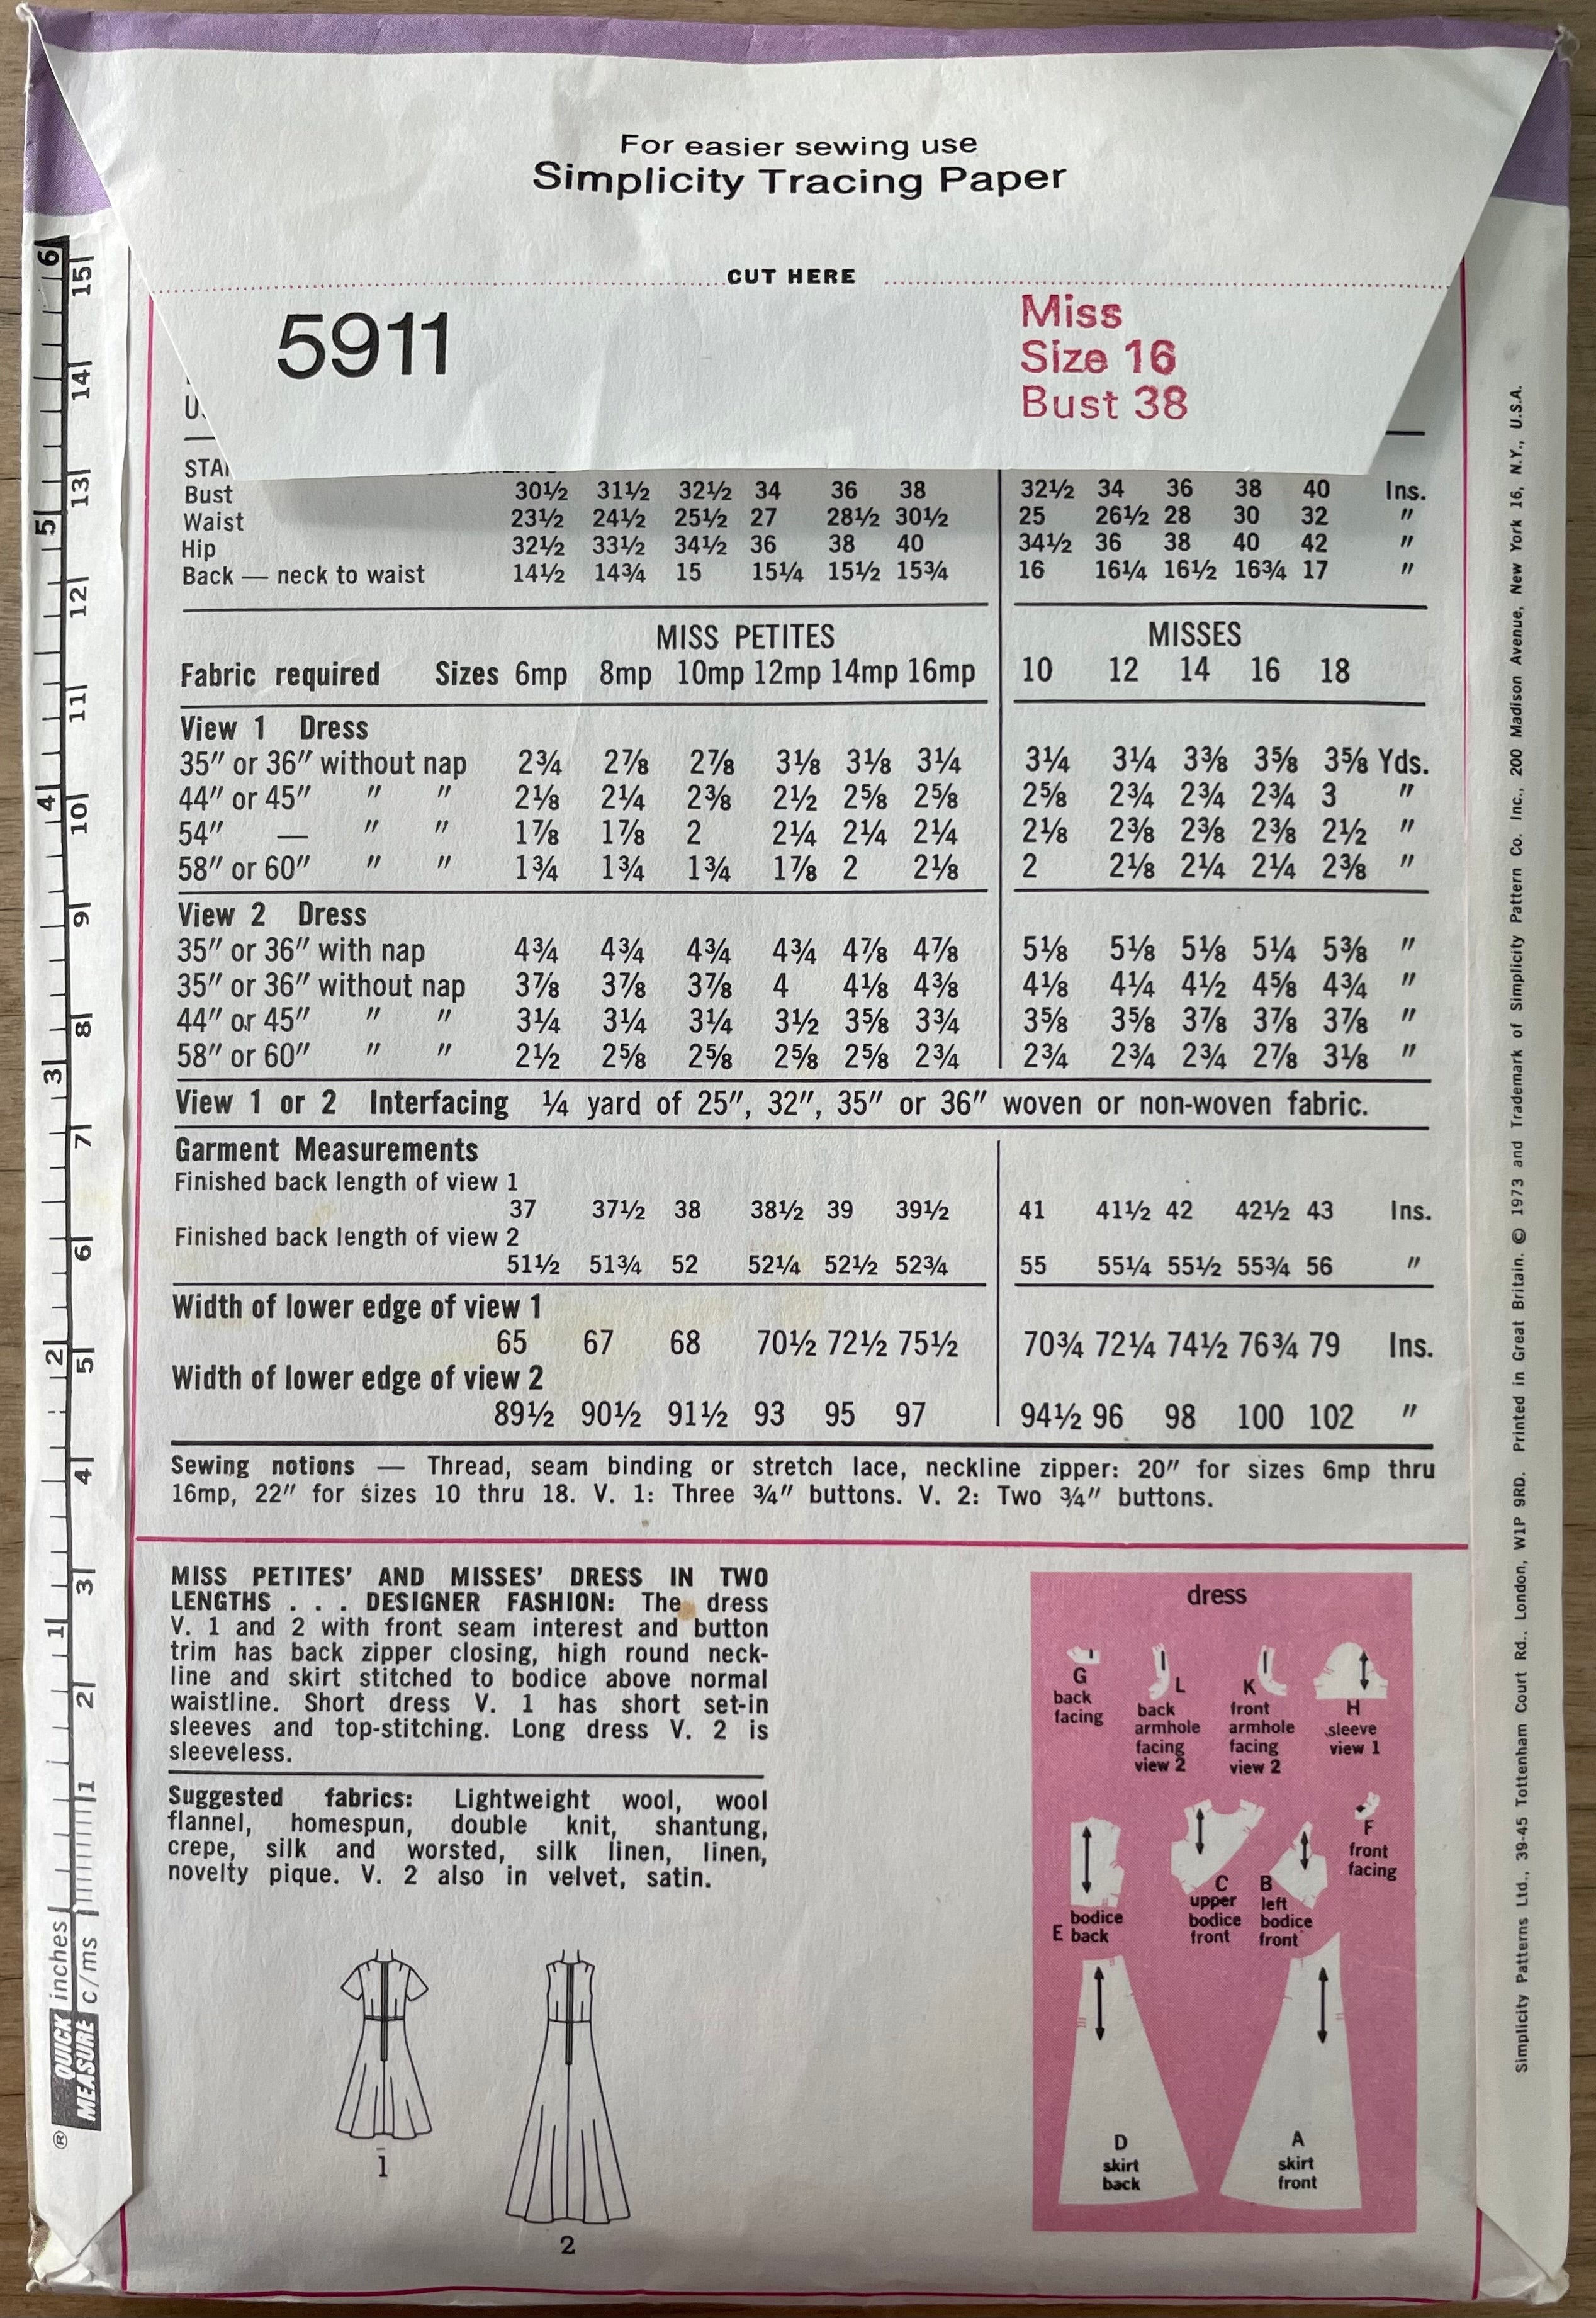 For easier sewing use
Simplicity Tracing Paper
CUT HERE
5911
Miss
Size 16
Bust 38
Bust 30½ 31½ 32½ 34 36 38 32½ 34 36 38 40 Ins.
Waist 23½ 24½ 25½ 27 28½ 30½ 25 26½ 28 30 32 "
Hip 32½ 33½ 34½ 36 38 40 34½ 36 38 40 42 "
Back — neck to waist 14½ 14¾ 15 15¼ 15½ 15¾ 16 16¼ 16½ 16¾ 17 "
MISS PETITES MISSES
Fabric required Sizes 6mp 8mp 10mp 12mp 14mp 16mp 10 12 14 16 18
View 1 Dress
35" or 36" without nap 2¾ 2⅞ 2⅞ 3⅛ 3⅛ 3¼ 3¼ 3¼ 3⅜ 3⅝ 3⅝ Yds.
44" or 45" " " 2⅛ 2¼ 2⅜ 2½ 2⅝ 2⅝ 2⅝ 2¾ 2¾ 2¾ 3 "
54" — " " 1⅞ 1⅞ 2 2¼ 2¼ 2¼ 2⅛ 2⅜ 2⅜ 2⅜ 2½ "
58" or 60" " " 1¾ 1¾ 1¾ 1⅞ 2 2⅛ 2 2⅛ 2¼ 2¼ 2⅜ "
View 2 Dress
35" or 36" with nap 4¾ 4¾ 4¾ 4¾ 4⅞ 4⅞ 5⅛ 5⅛ 5⅛ 5¼ 5⅜ "
35" or 36" without nap 3⅞ 3⅞ 3⅞ 4 4⅛ 4⅜ 4⅛ 4¼ 4½ 4⅝ 4¾ "
44" or 45" " " 3¼ 3¼ 3¼ 3½ 3⅝ 3¾ 3⅝ 3⅝ 3⅞ 3⅞ 3⅞ "
58" or 60" " " 2½ 2⅝ 2⅝ 2⅝ 2⅝ 2¾ 2¾ 2¾ 2¾ 2⅞ 3⅛ "
View 1 or 2 Interfacing ¼ yard of 25", 32", 35" or 36" woven or non-woven fabric.
Garment Measurements
Finished back length of view 1
37 37½ 38 38½ 39 39½ 41 41½ 42 42½ 43 Ins.
Finished back length of view 2
51½ 51¾ 52 52¼ 52½ 52¾ 55 55¼ 55½ 55¾ 56 "
Width of lower edge of view 1
65 67 68 70½ 72½ 75½ 70¾ 72¼ 74½ 76¾ 79 Ins.
Width of lower edge of view 2
89½ 90½ 91½ 93 95 97 94½ 96 98 100 102 "
Sewing notions — Thread, seam binding or stretch lace, neckline zipper: 20" for sizes 6mp thru
16mp, 22" for sizes 10 thru 18. V. 1: Three ¾" buttons. V. 2: Two ¾" buttons.
MISS PETITES' AND MISSES' DRESS IN TWO
LENGTHS . . . DESIGNER FASHION: The dress
V. 1 and 2 with front seam interest and button
trim has back zipper closing, high round neck-
line and skirt stitched to bodice above normal
waistline. Short dress V. 1 has short set-in
sleeves and top-stitching. Long dress V. 2 is
sleeveless.
Suggested fabrics: Lightweight wool, wool
flannel, homespun, double knit, shantung,
crepe, silk and worsted, silk linen, linen,
novelty pique. V. 2 also in velvet, satin.
1
2
dress
G
back
facing
L
back
armhole
facing
view 2
K
front
armhole
facing
view 2
H
sleeve
view 1
E bodice
back
C
upper
bodice
front
B
left
bodice
front
F
front
facing
D
skirt
back
A
skirt
front
6 5 4 3 2 1 inches
15 14 13 12 11 10 9 8 7 6 5 4 3 2 1 c/ms
QUICK
MEASURE
®
Simplicity Patterns Ltd., 39-45 Tottenham Court Rd., London, W1P 9RD. Printed in Great Britain. © 1973 and Trademark of Simplicity Pattern Co. Inc., 200 Madison Avenue, New York 16, N.Y., U.S.A.